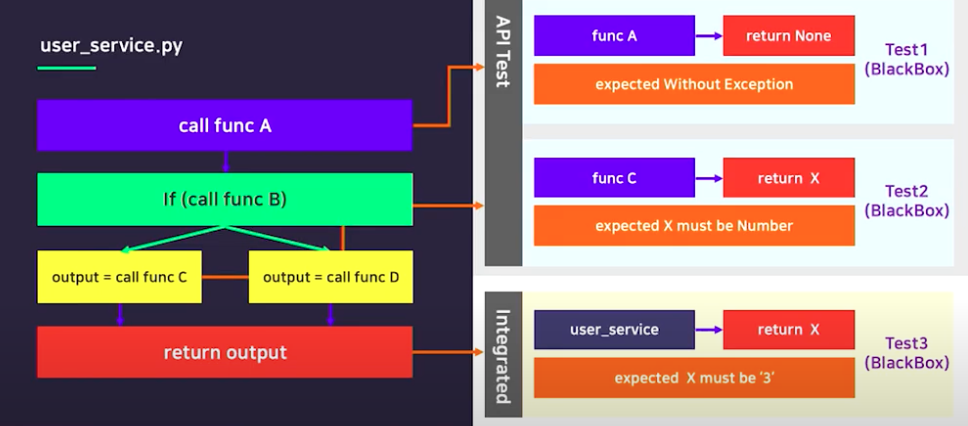 user_service.py
call func A
If (call func B)
output = call func C
output = call func D
return output
API Test
func A
return None
expected Without Exception
Test1
(BlackBox)
func C
return X
expected X must be Number
Test2
(BlackBox)
Integrated
user_service
return X
expected X must be ‘3’
Test3
(BlackBox)